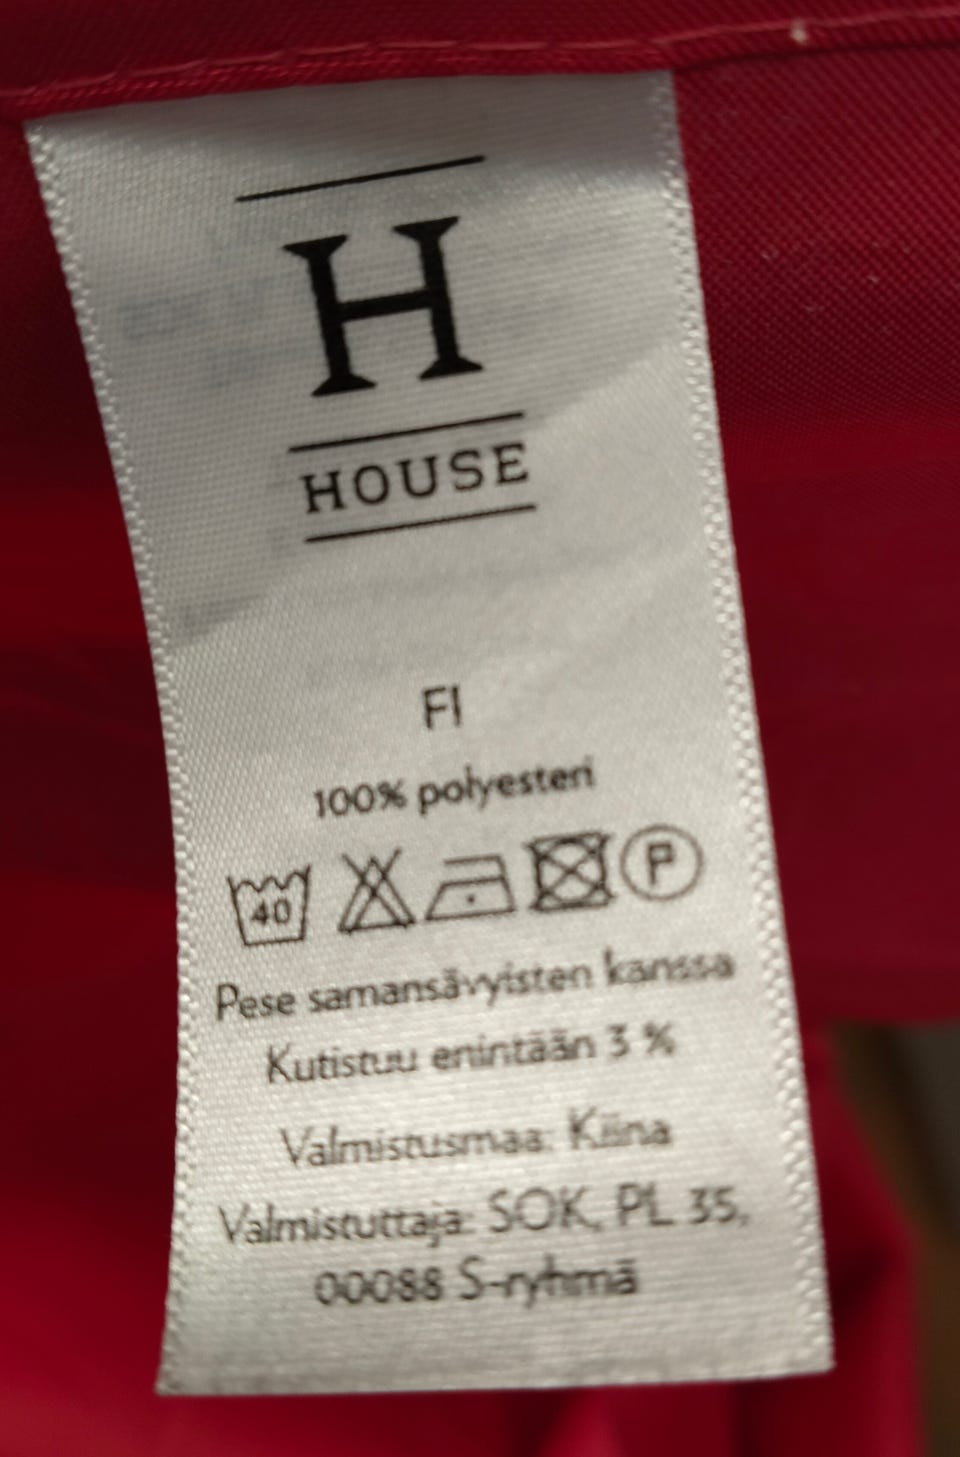 H
HOUSE
FI
100% polyesteri
40
P
Pese samansävyisten kanssa
Kutistuu enintään 3 %
Valmistusmaa: Kiina
Valmistuttaja: SOK, PL 35,
00088 S-ryhmä